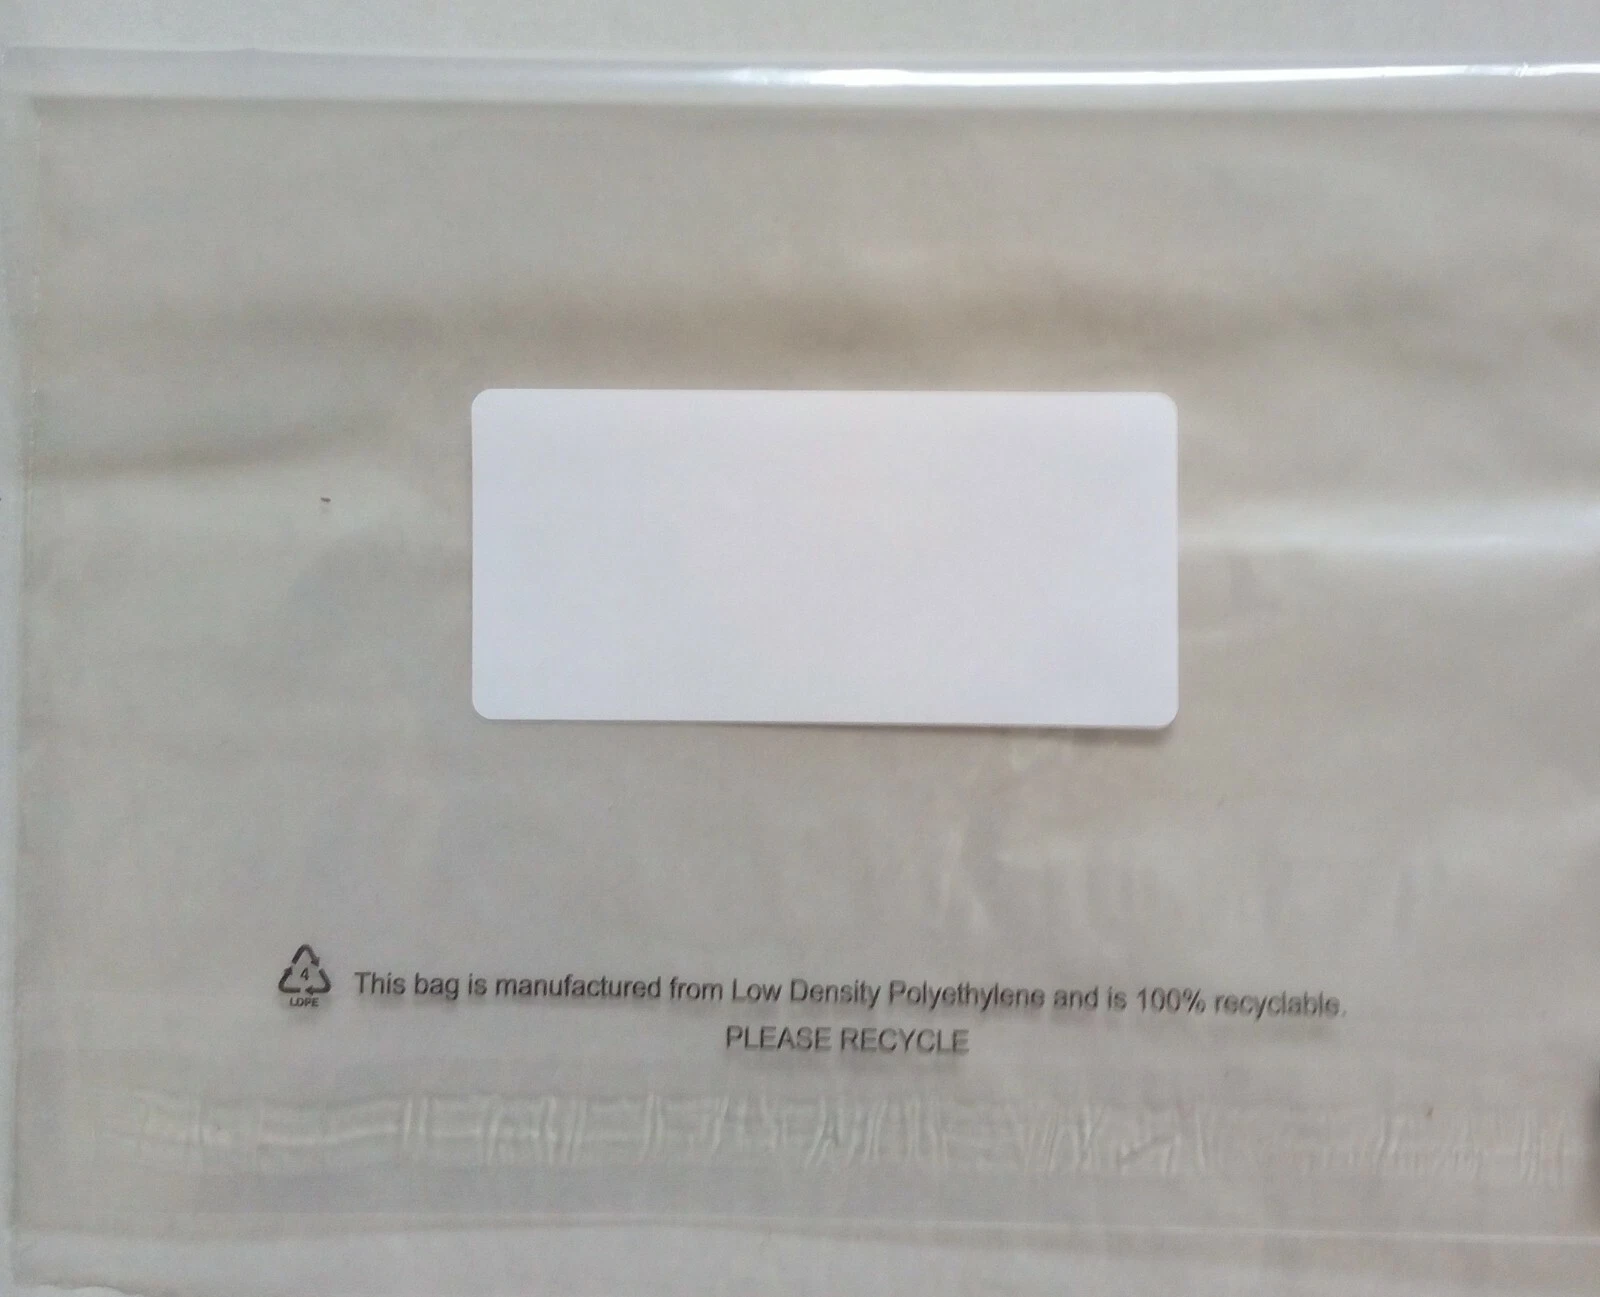 4
LDPE
This bag is manufactured from Low Density Polyethylene and is 100% recyclable.
PLEASE RECYCLE